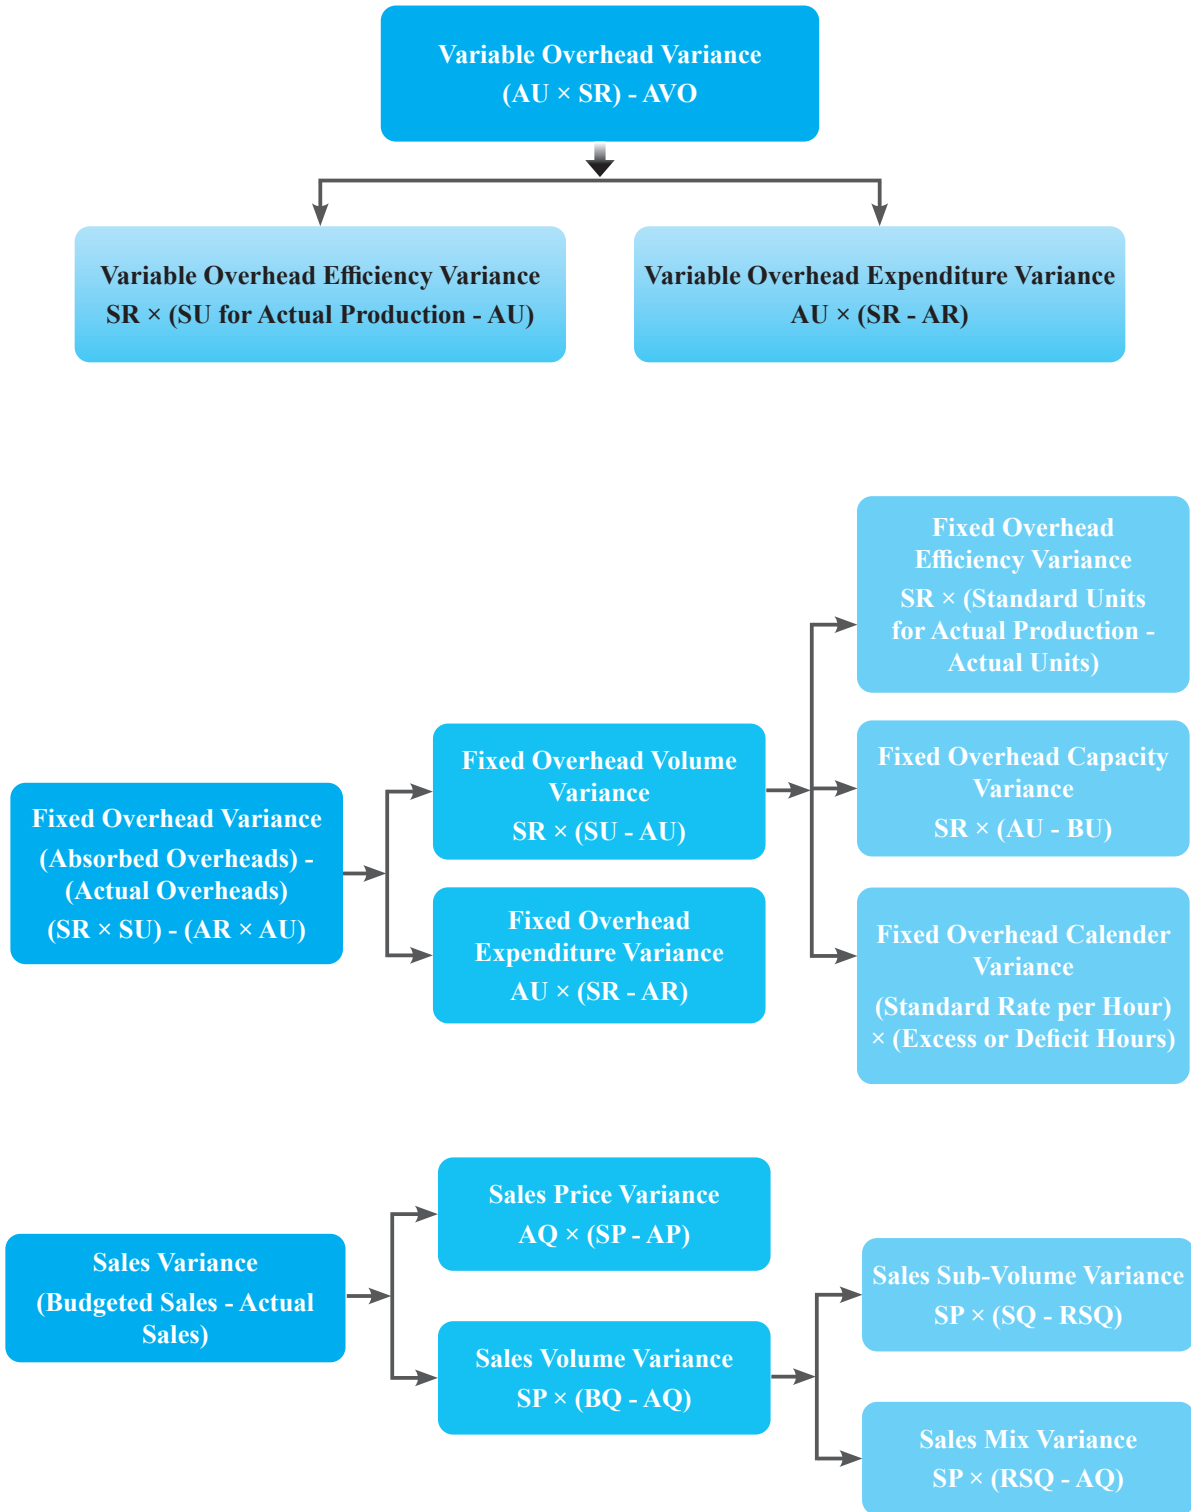 Variable Overhead Variance
(AU × SR) - AVO
Variable Overhead Efficiency Variance
SR × (SU for Actual Production - AU)
Variable Overhead Expenditure Variance
AU × (SR - AR)
Fixed Overhead Variance
(Absorbed Overheads) -
(Actual Overheads)
(SR × SU) - (AR × AU)
Fixed Overhead Volume
Variance
SR × (SU - AU)
Fixed Overhead
Expenditure Variance
AU × (SR - AR)
Fixed Overhead
Efficiency Variance
SR × (Standard Units
for Actual Production -
Actual Units)
Fixed Overhead Capacity
Variance
SR × (AU - BU)
Fixed Overhead Calender
Variance
(Standard Rate per Hour)
× (Excess or Deficit Hours)
Sales Variance
(Budgeted Sales - Actual
Sales)
Sales Price Variance
AQ × (SP - AP)
Sales Volume Variance
SP × (BQ - AQ)
Sales Sub-Volume Variance
SP × (SQ - RSQ)
Sales Mix Variance
SP × (RSQ - AQ)